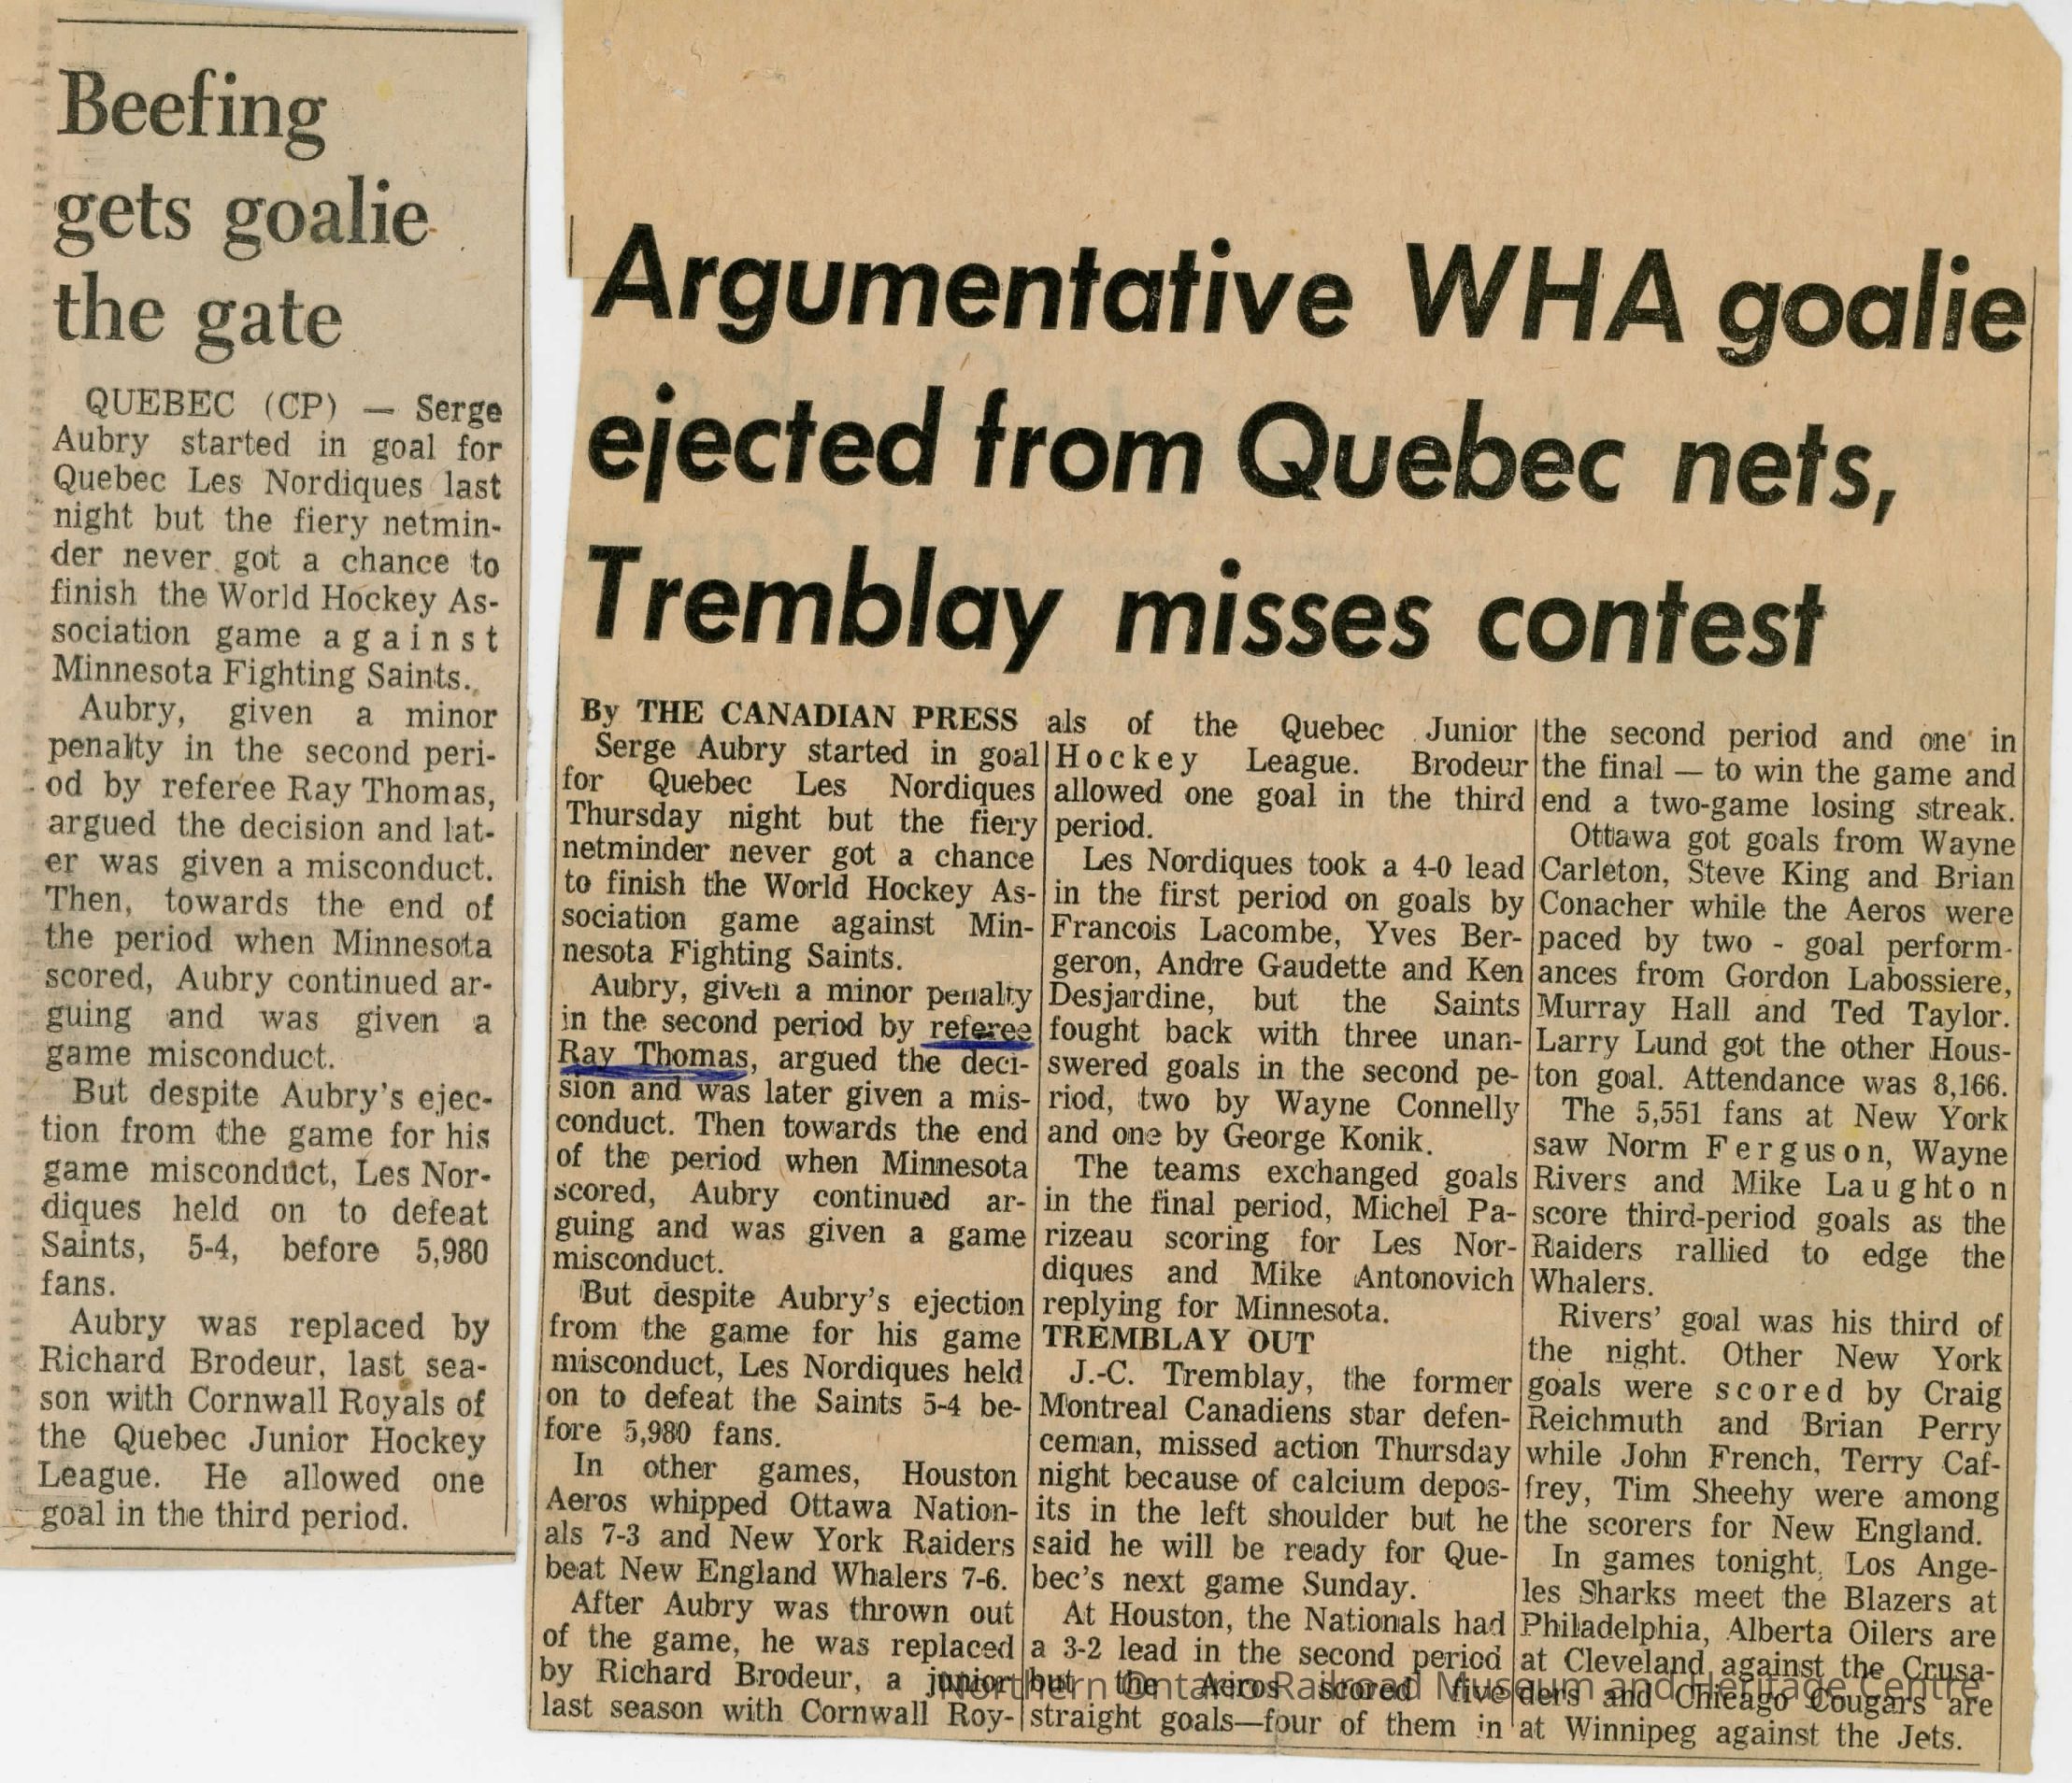 Beefing
gets goalie
the gate
QUEBEC (CP) — Serge
Aubry started in goal for
Quebec Les Nordiques last
night but the fiery netmin-
der never got a chance to
finish the World Hockey As-
sociation game against
Minnesota Fighting Saints.
Aubry, given a minor
penalty in the second peri-
od by referee Ray Thomas,
argued the decision and lat-
er was given a misconduct.
Then, towards the end of
the period when Minnesota
scored, Aubry continued ar-
guing and was given a
game misconduct.
But despite Aubry's ejec-
tion from the game for his
game misconduct, Les Nor-
diques held on to defeat
Saints, 5-4, before 5,980
fans.
Aubry was replaced by
Richard Brodeur, last sea-
son with Cornwall Royals of
the Quebec Junior Hockey
League. He allowed one
goal in the third period.
Argumentative WHA goalie
ejected from Quebec nets,
Tremblay misses contest
By THE CANADIAN PRESS
Serge Aubry started in goal
for Quebec Les Nordiques
Thursday night but the fiery
netminder never got a chance
to finish the World Hockey As-
sociation game against Min-
nesota Fighting Saints.
Aubry, given a minor penalty
in the second period by referee
Ray Thomas, argued the deci-
sion and was later given a mis-
conduct. Then towards the end
of the period when Minnesota
scored, Aubry continued ar-
guing and was given a game
misconduct.
But despite Aubry's ejection
from the game for his game
misconduct, Les Nordiques held
on to defeat the Saints 5-4 be-
fore 5,980 fans.
In other games, Houston
Aeros whipped Ottawa Nation-
als 7-3 and New York Raiders
beat New England Whalers 7-6.
After Aubry was thrown out
of the game, he was replaced
by Richard Brodeur, a junior
last season with Cornwall Roy-
als of the Quebec Junior
Hockey League. Brodeur
allowed one goal in the third
period.
Les Nordiques took a 4-0 lead
in the first period on goals by
Francois Lacombe, Yves Ber-
geron, Andre Gaudette and Ken
Desjardine, but the Saints
fought back with three unan-
swered goals in the second pe-
riod, two by Wayne Connelly
and one by George Konik.
The teams exchanged goals
in the final period, Michel Pa-
rizeau scoring for Les Nor-
diques and Mike Antonovich
replying for Minnesota.
TREMBLAY OUT
J.-C. Tremblay, the former
Montreal Canadiens star defen-
ceman, missed action Thursday
night because of calcium depos-
its in the left shoulder but he
said he will be ready for Que-
bec's next game Sunday.
At Houston, the Nationals had
a 3-2 lead in the second period
but the Aeros scored five
straight goals—four of them in
the second period and one in
the final — to win the game and
end a two-game losing streak.
Ottawa got goals from Wayne
Carleton, Steve King and Brian
Conacher while the Aeros were
paced by two - goal perform-
ances from Gordon Labossiere,
Murray Hall and Ted Taylor.
Larry Lund got the other Hous-
ton goal. Attendance was 8,166.
The 5,551 fans at New York
saw Norm Ferguson, Wayne
Rivers and Mike Laughton
score third-period goals as the
Raiders rallied to edge the
Whalers.
Rivers' goal was his third of
the night. Other New York
goals were scored by Craig
Reichmuth and Brian Perry
while John French, Terry Caf-
frey, Tim Sheehy were among
the scorers for New England.
In games tonight, Los Ange-
les Sharks meet the Blazers at
Philadelphia, Alberta Oilers are
at Cleveland against the Crusa-
ders and Chicago Cougars are
at Winnipeg against the Jets.
Northern Ontario Railroad Museum and Heritage Centre